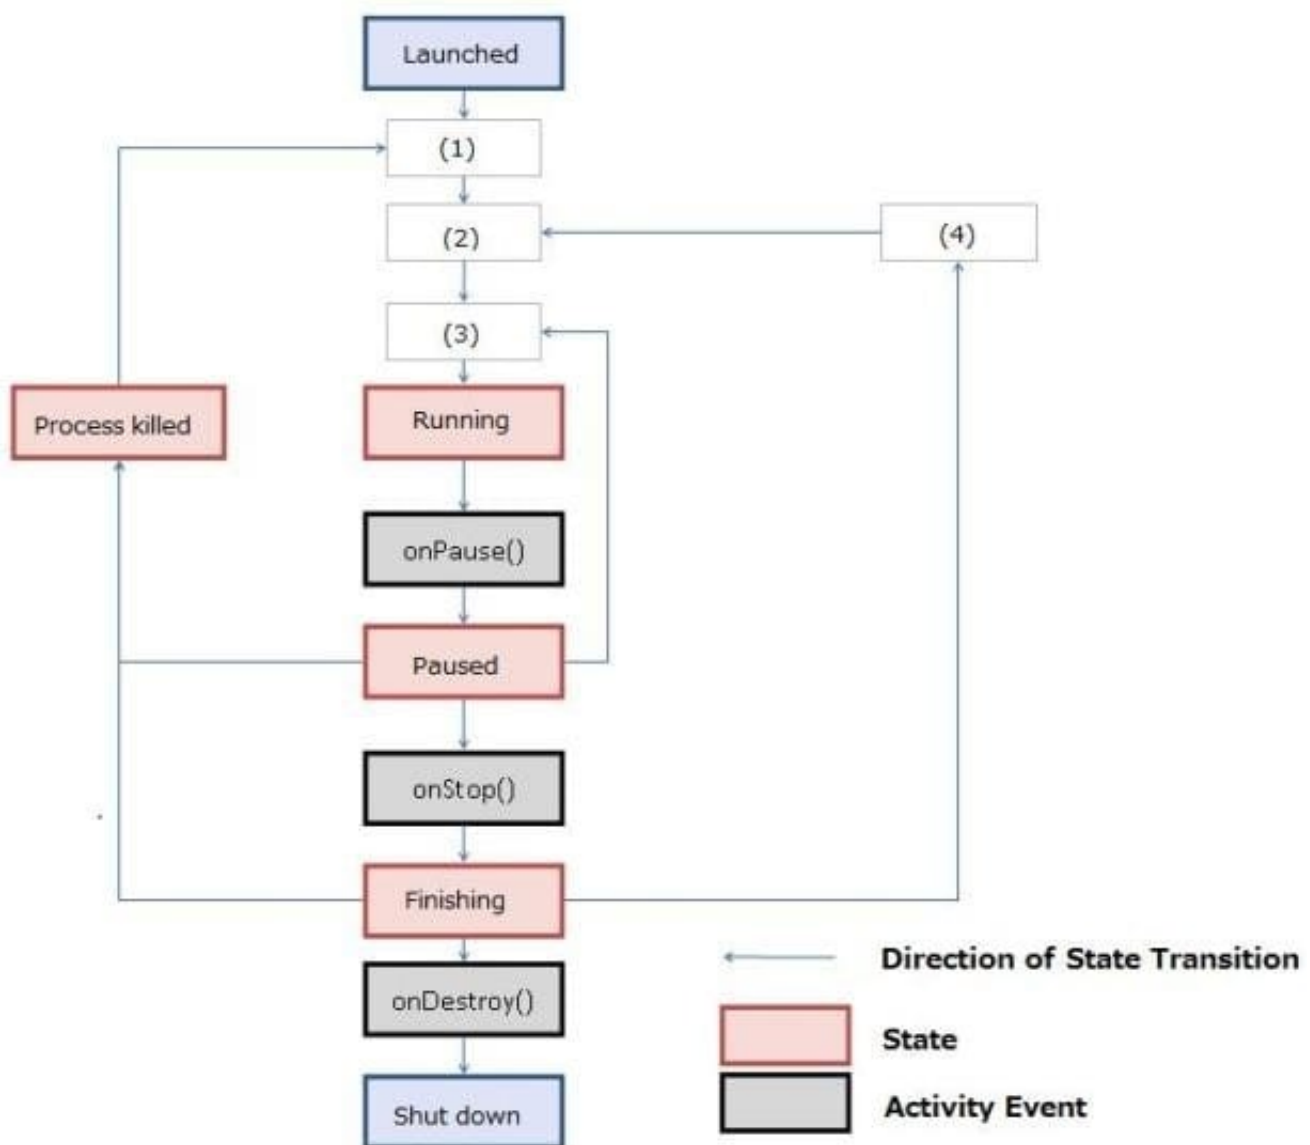 Launched
(1)
(2)
(4)
(3)
Process killed
Running
onPause()
Paused
onStop()
Finishing
onDestroy()
Shut down
Direction of State Transition
State
Activity Event